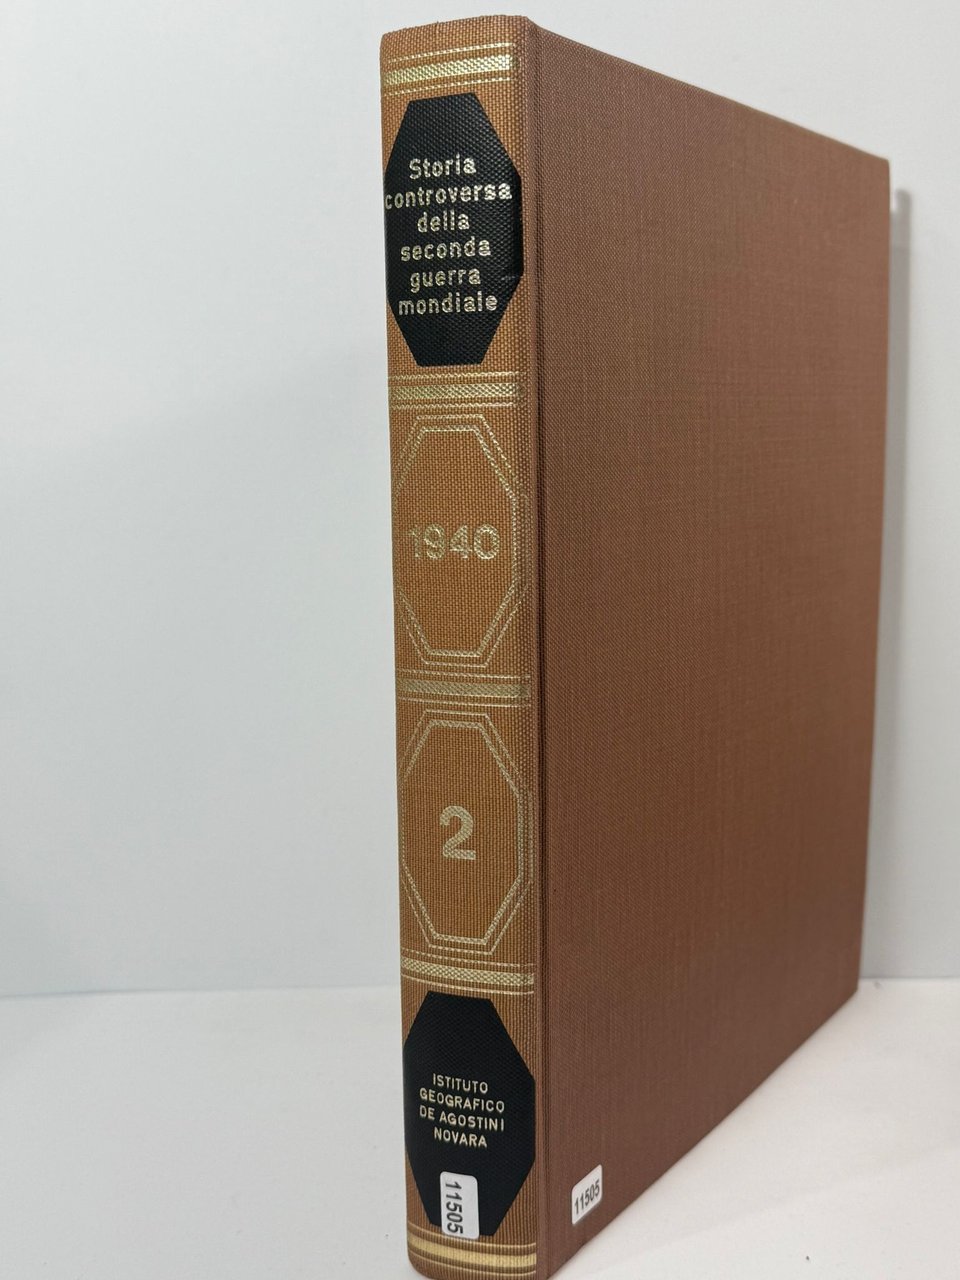 Storia
controversa
della
seconda
guerra
mondiale
1940
2
ISTITUTO
GEOGRAFICO
DE AGOSTINI
NOVARA
11505
11505